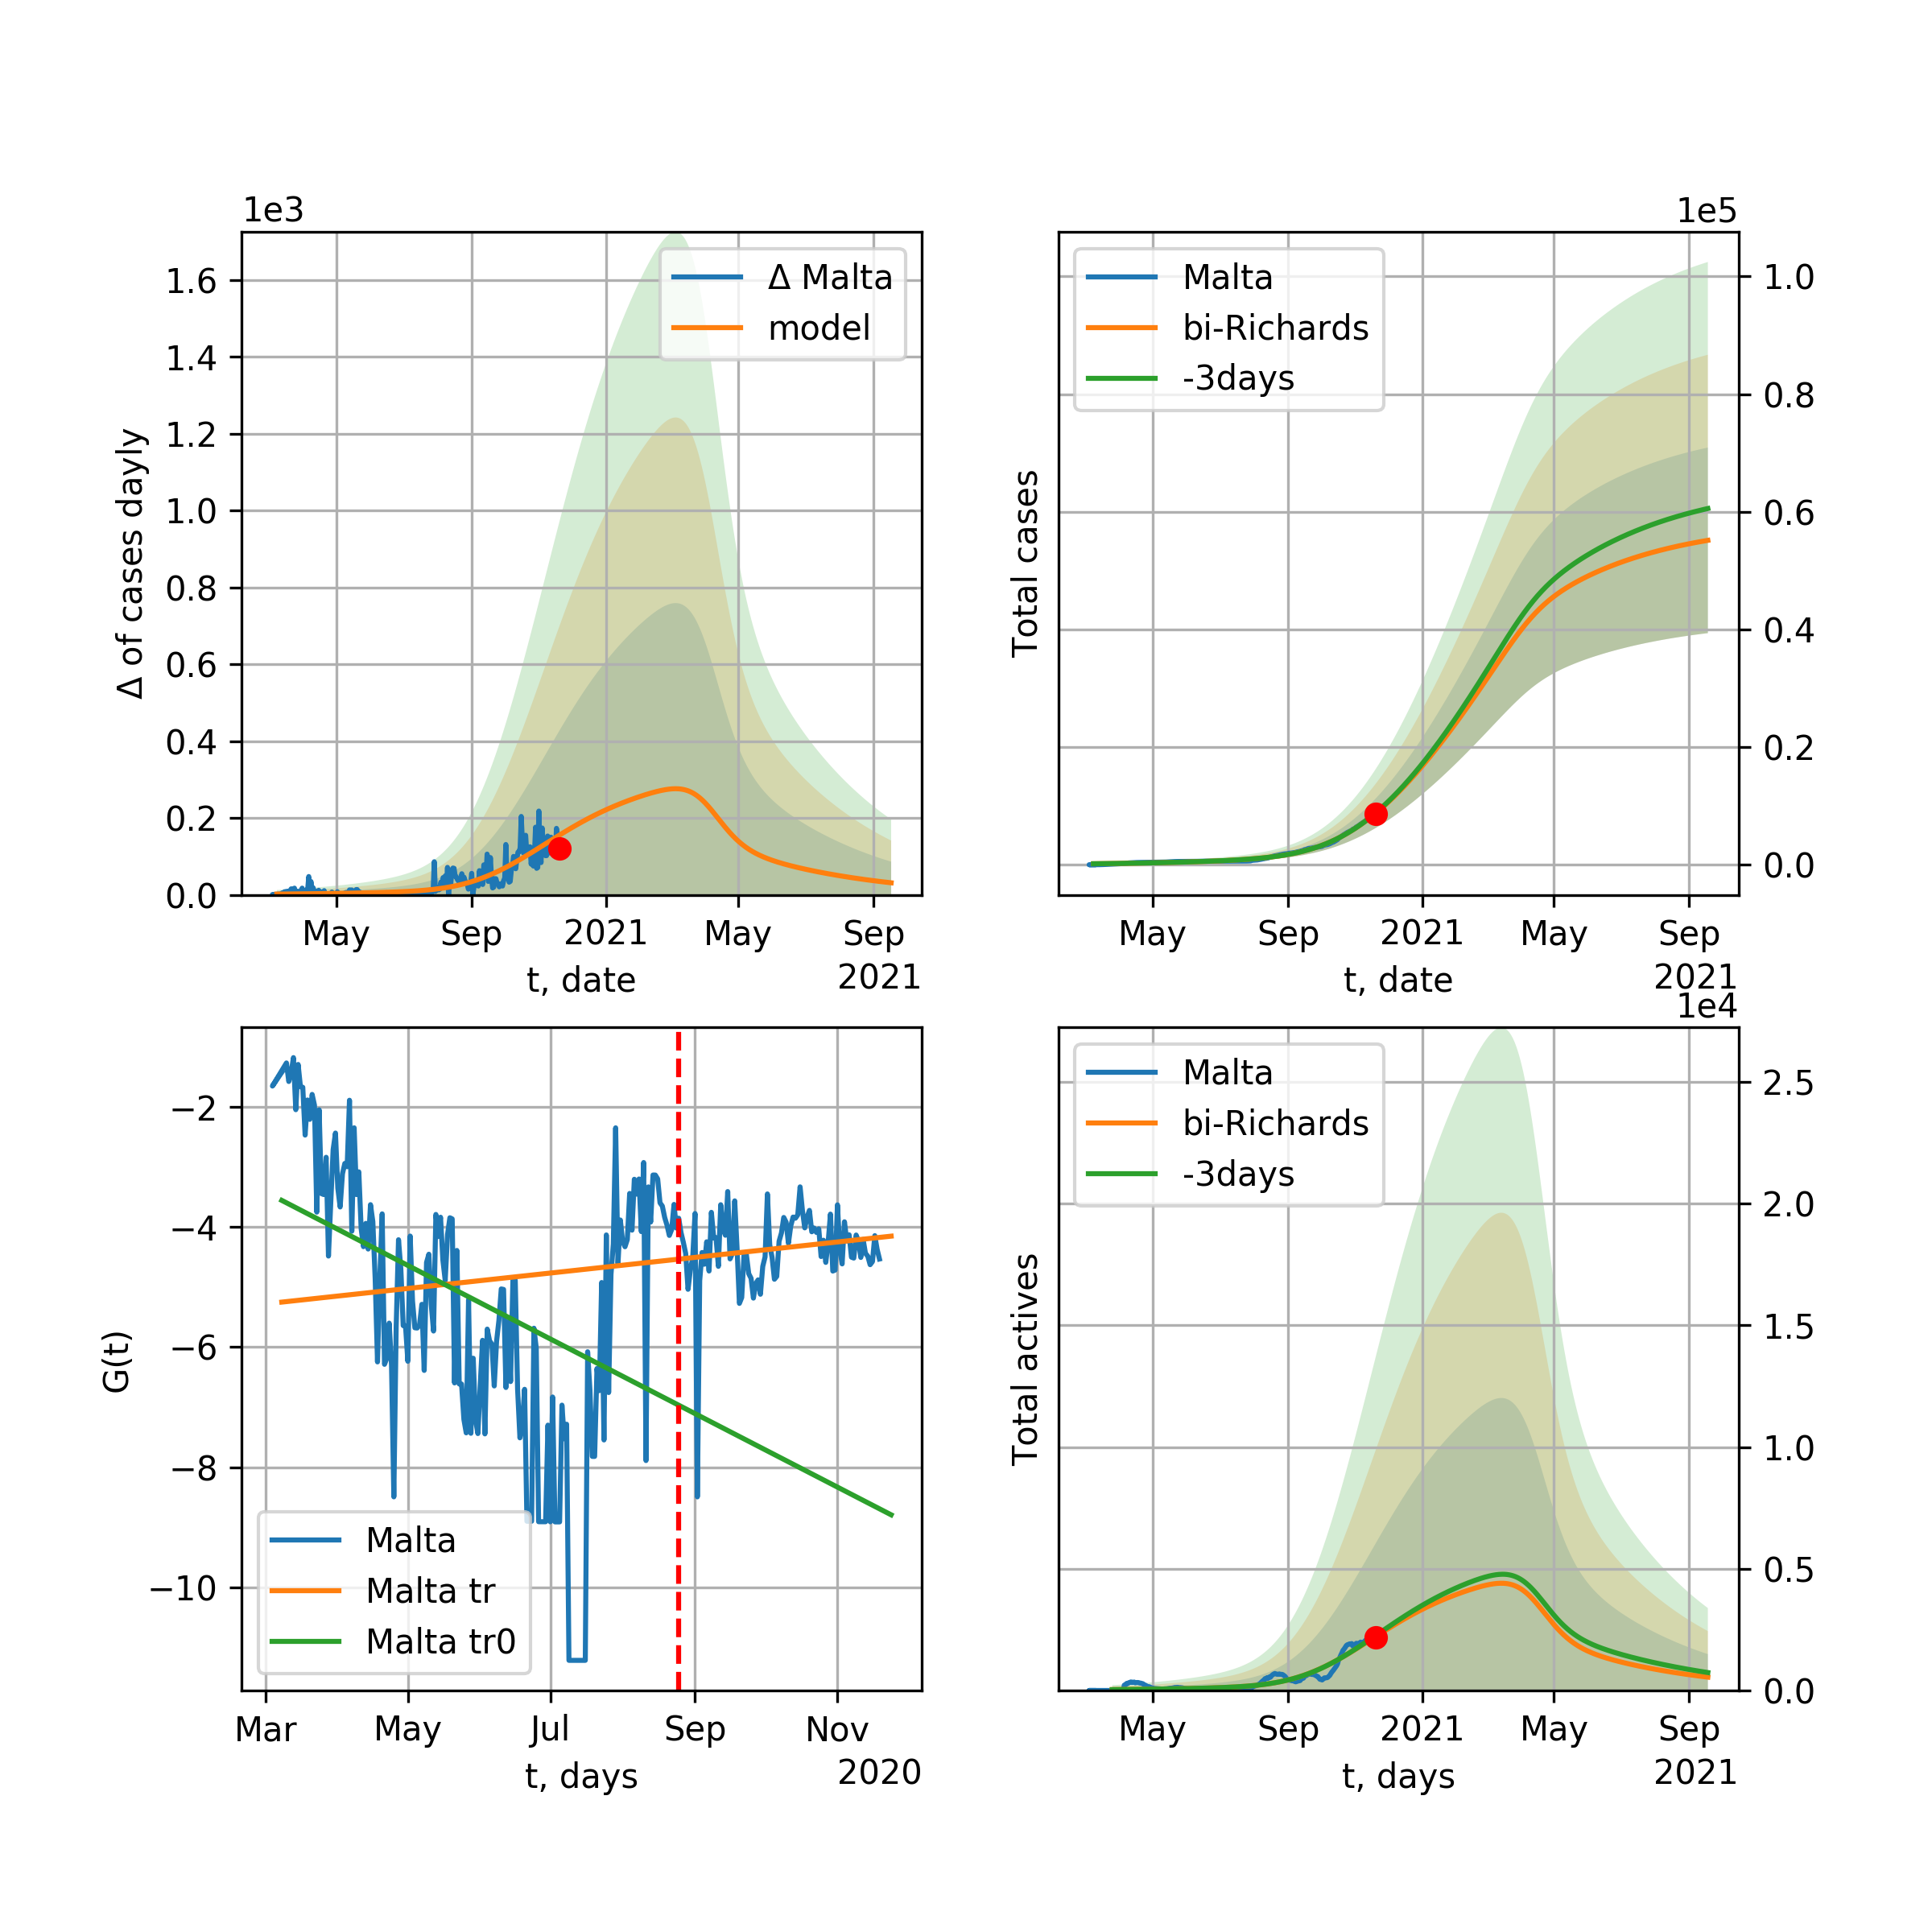 1e3
Δ of cases dayly
1.6
1.4
1.2
1.0
0.8
0.6
0.4
0.2
0.0
Δ Malta
model
May Sep 2021 May Sep
t, date
2021
1e5
Total cases
Malta
bi-Richards
-3days
1.0
0.8
0.6
0.4
0.2
0.0
May Sep 2021 May Sep
t, date
2021
G(t)
−2
−4
−6
−8
−10
Malta
Malta tr
Malta tr0
Mar May Jul Sep Nov
t, days
2020
1e4
Total actives
Malta
bi-Richards
-3days
2.5
2.0
1.5
1.0
0.5
0.0
May Sep 2021 May Sep
t, days
2021